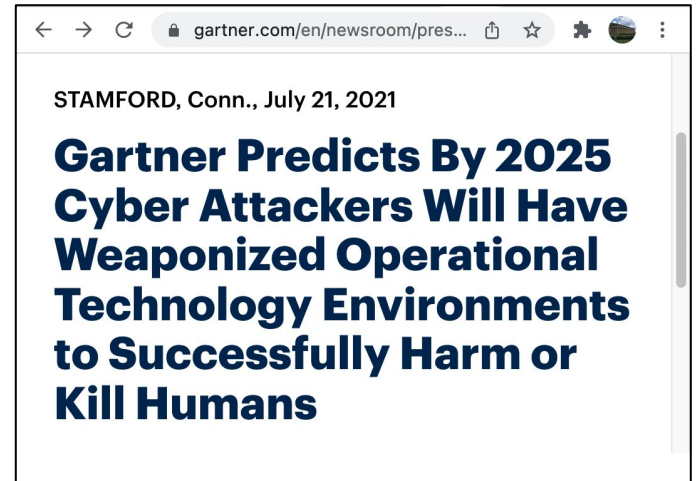 gartner.com/en/newsroom/pres...
STAMFORD, Conn., July 21, 2021
Gartner Predicts By 2025
Cyber Attackers Will Have
Weaponized Operational
Technology Environments
to Successfully Harm or
Kill Humans